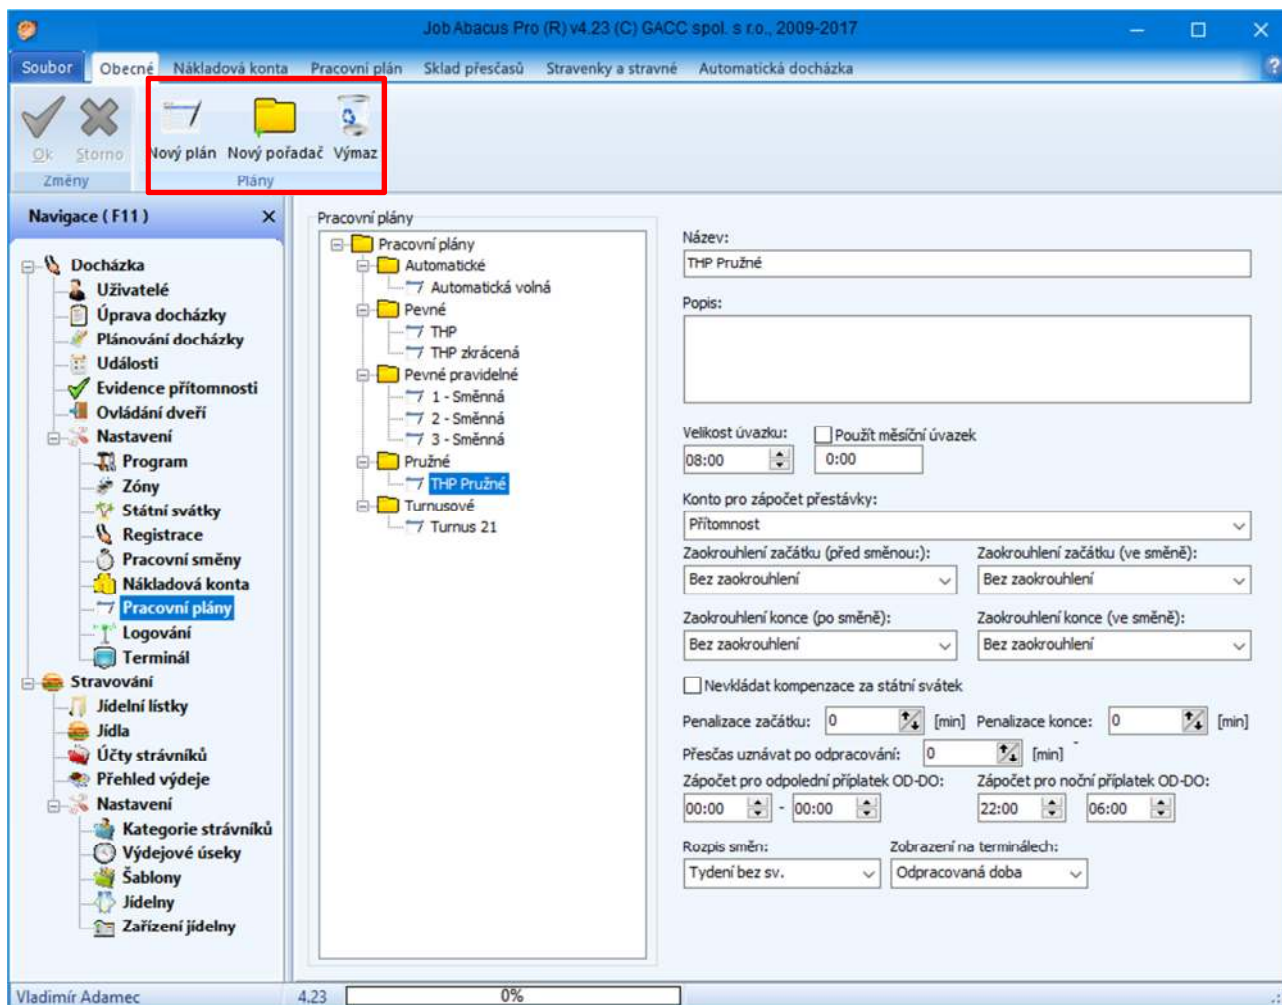 Job Abacus Pro (R) v4.23 (C) GACC spol. s r.o., 2009-2017
Soubor Obecné Nákladová konta Pracovní plán Sklad přesčasů Stravenky a stravné Automatická docházka
Ok Storno Nový plán Nový pořadač Výmaz
Změny Plány
Navigace ( F11 )
Docházka
Uživatelé
Úprava docházky
Plánování docházky
Události
Evidence přítomnosti
Ovládání dveří
Nastavení
Program
Zóny
Státní svátky
Registrace
Pracovní směny
Nákladová konta
Pracovní plány
Logování
Terminál
Stravování
Jídelní lístky
Jídla
Účty strávníků
Přehled výdeje
Nastavení
Kategorie strávníků
Výdejové úseky
Šablony
Jídelny
Zařízení jídelny
Pracovní plány
Pracovní plány
Automatické
Automatická volná
Pevné
THP
THP zkrácená
Pevné pravidelné
1 - Směnná
2 - Směnná
3 - Směnná
Pružné
THP Pružné
Turnusové
Turnus 21
Název:
THP Pružné
Popis:
Velikost úvazku: Použít měsíční úvazek
08:00 0:00
Konto pro zápočet přestávky:
Přítomnost
Zaokrouhlení začátku (před směnou:): Zaokrouhlení začátku (ve směně):
Bez zaokrouhlení Bez zaokrouhlení
Zaokrouhlení konce (po směně): Zaokrouhlení konce (ve směně):
Bez zaokrouhlení Bez zaokrouhlení
Nevkládat kompenzace za státní svátek
Penalizace začátku: 0 [min] Penalizace konce: 0 [min]
Přesčas uznávat po odpracování: 0 [min]
Zápočet pro odpolední příplatek OD-DO: Zápočet pro noční příplatek OD-DO:
00:00 - 00:00 22:00 06:00
Rozpis směn: Zobrazení na terminálech:
Tydení bez sv. Odpracovaná doba
Vladimír Adamec 4.23 0%